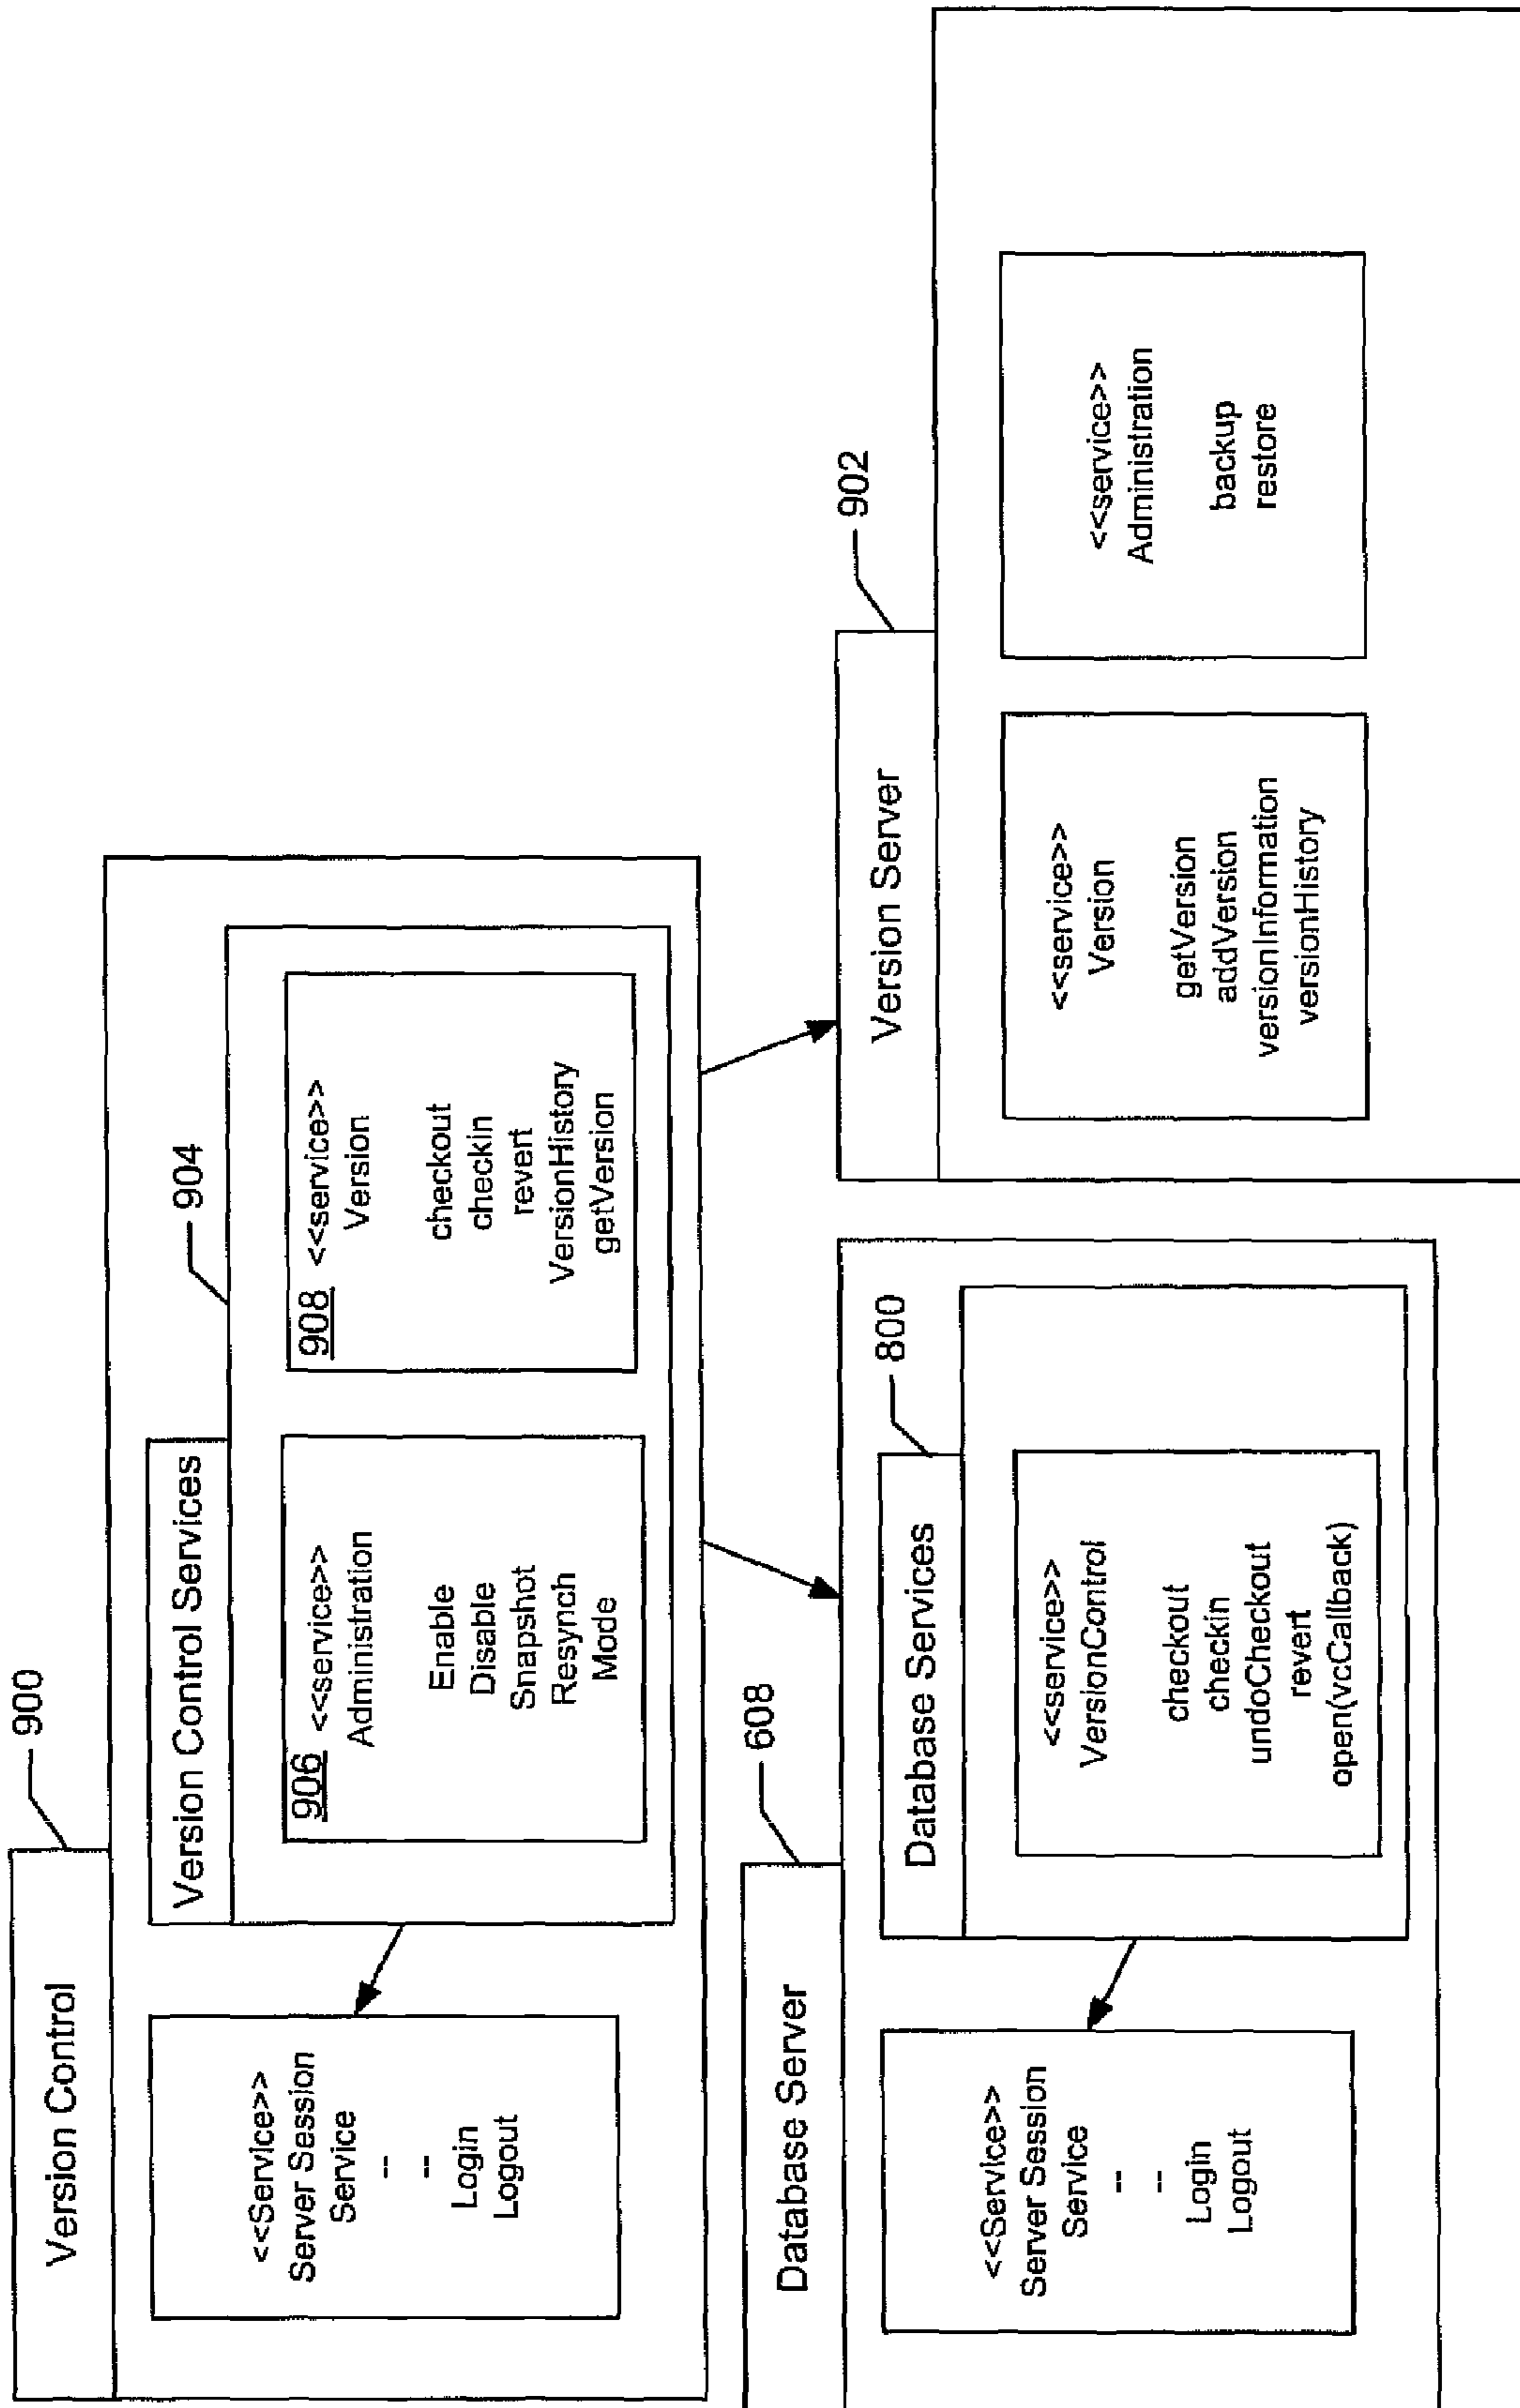 Version Control
900
<<Service>>
Server Session
Service
--
--
Login
Logout
Version Control Services
904
906 <<service>>
Administration
Enable
Disable
Snapshot
Resynch
Mode
908 <<service>>
Version
checkout
checkin
revert
VersionHistory
getVersion
Database Server
608
<<Service>>
Server Session
Service
--
--
Login
Logout
Database Services
800
<<service>>
VersionControl
checkout
checkin
undoCheckout
revert
open(vcCallback)
Version Server
902
<<service>>
Version
getVersion
addVersion
versionInformation
versionHistory
<<service>>
Administration
backup
restore